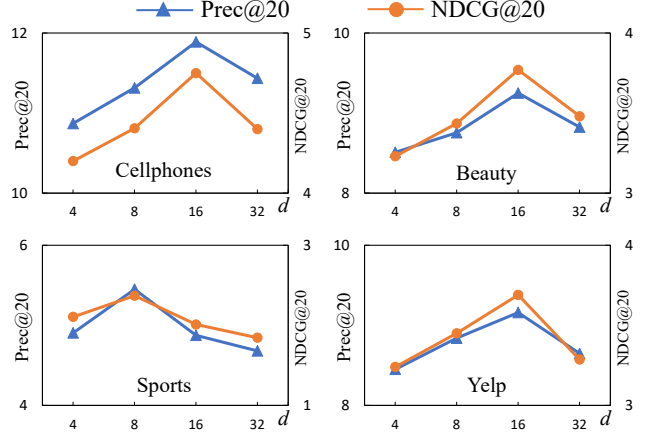 Prec@20 NDCG@20
12 5
Prec@20 NDCG@20
Cellphones
10 4
4 8 16 32 d
10 4
Prec@20 NDCG@20
Beauty
8 3
4 8 16 32 d
6 3
Prec@20 NDCG@20
Sports
4 1
4 8 16 32 d
10 4
Prec@20 NDCG@20
Yelp
8 3
4 8 16 32 d